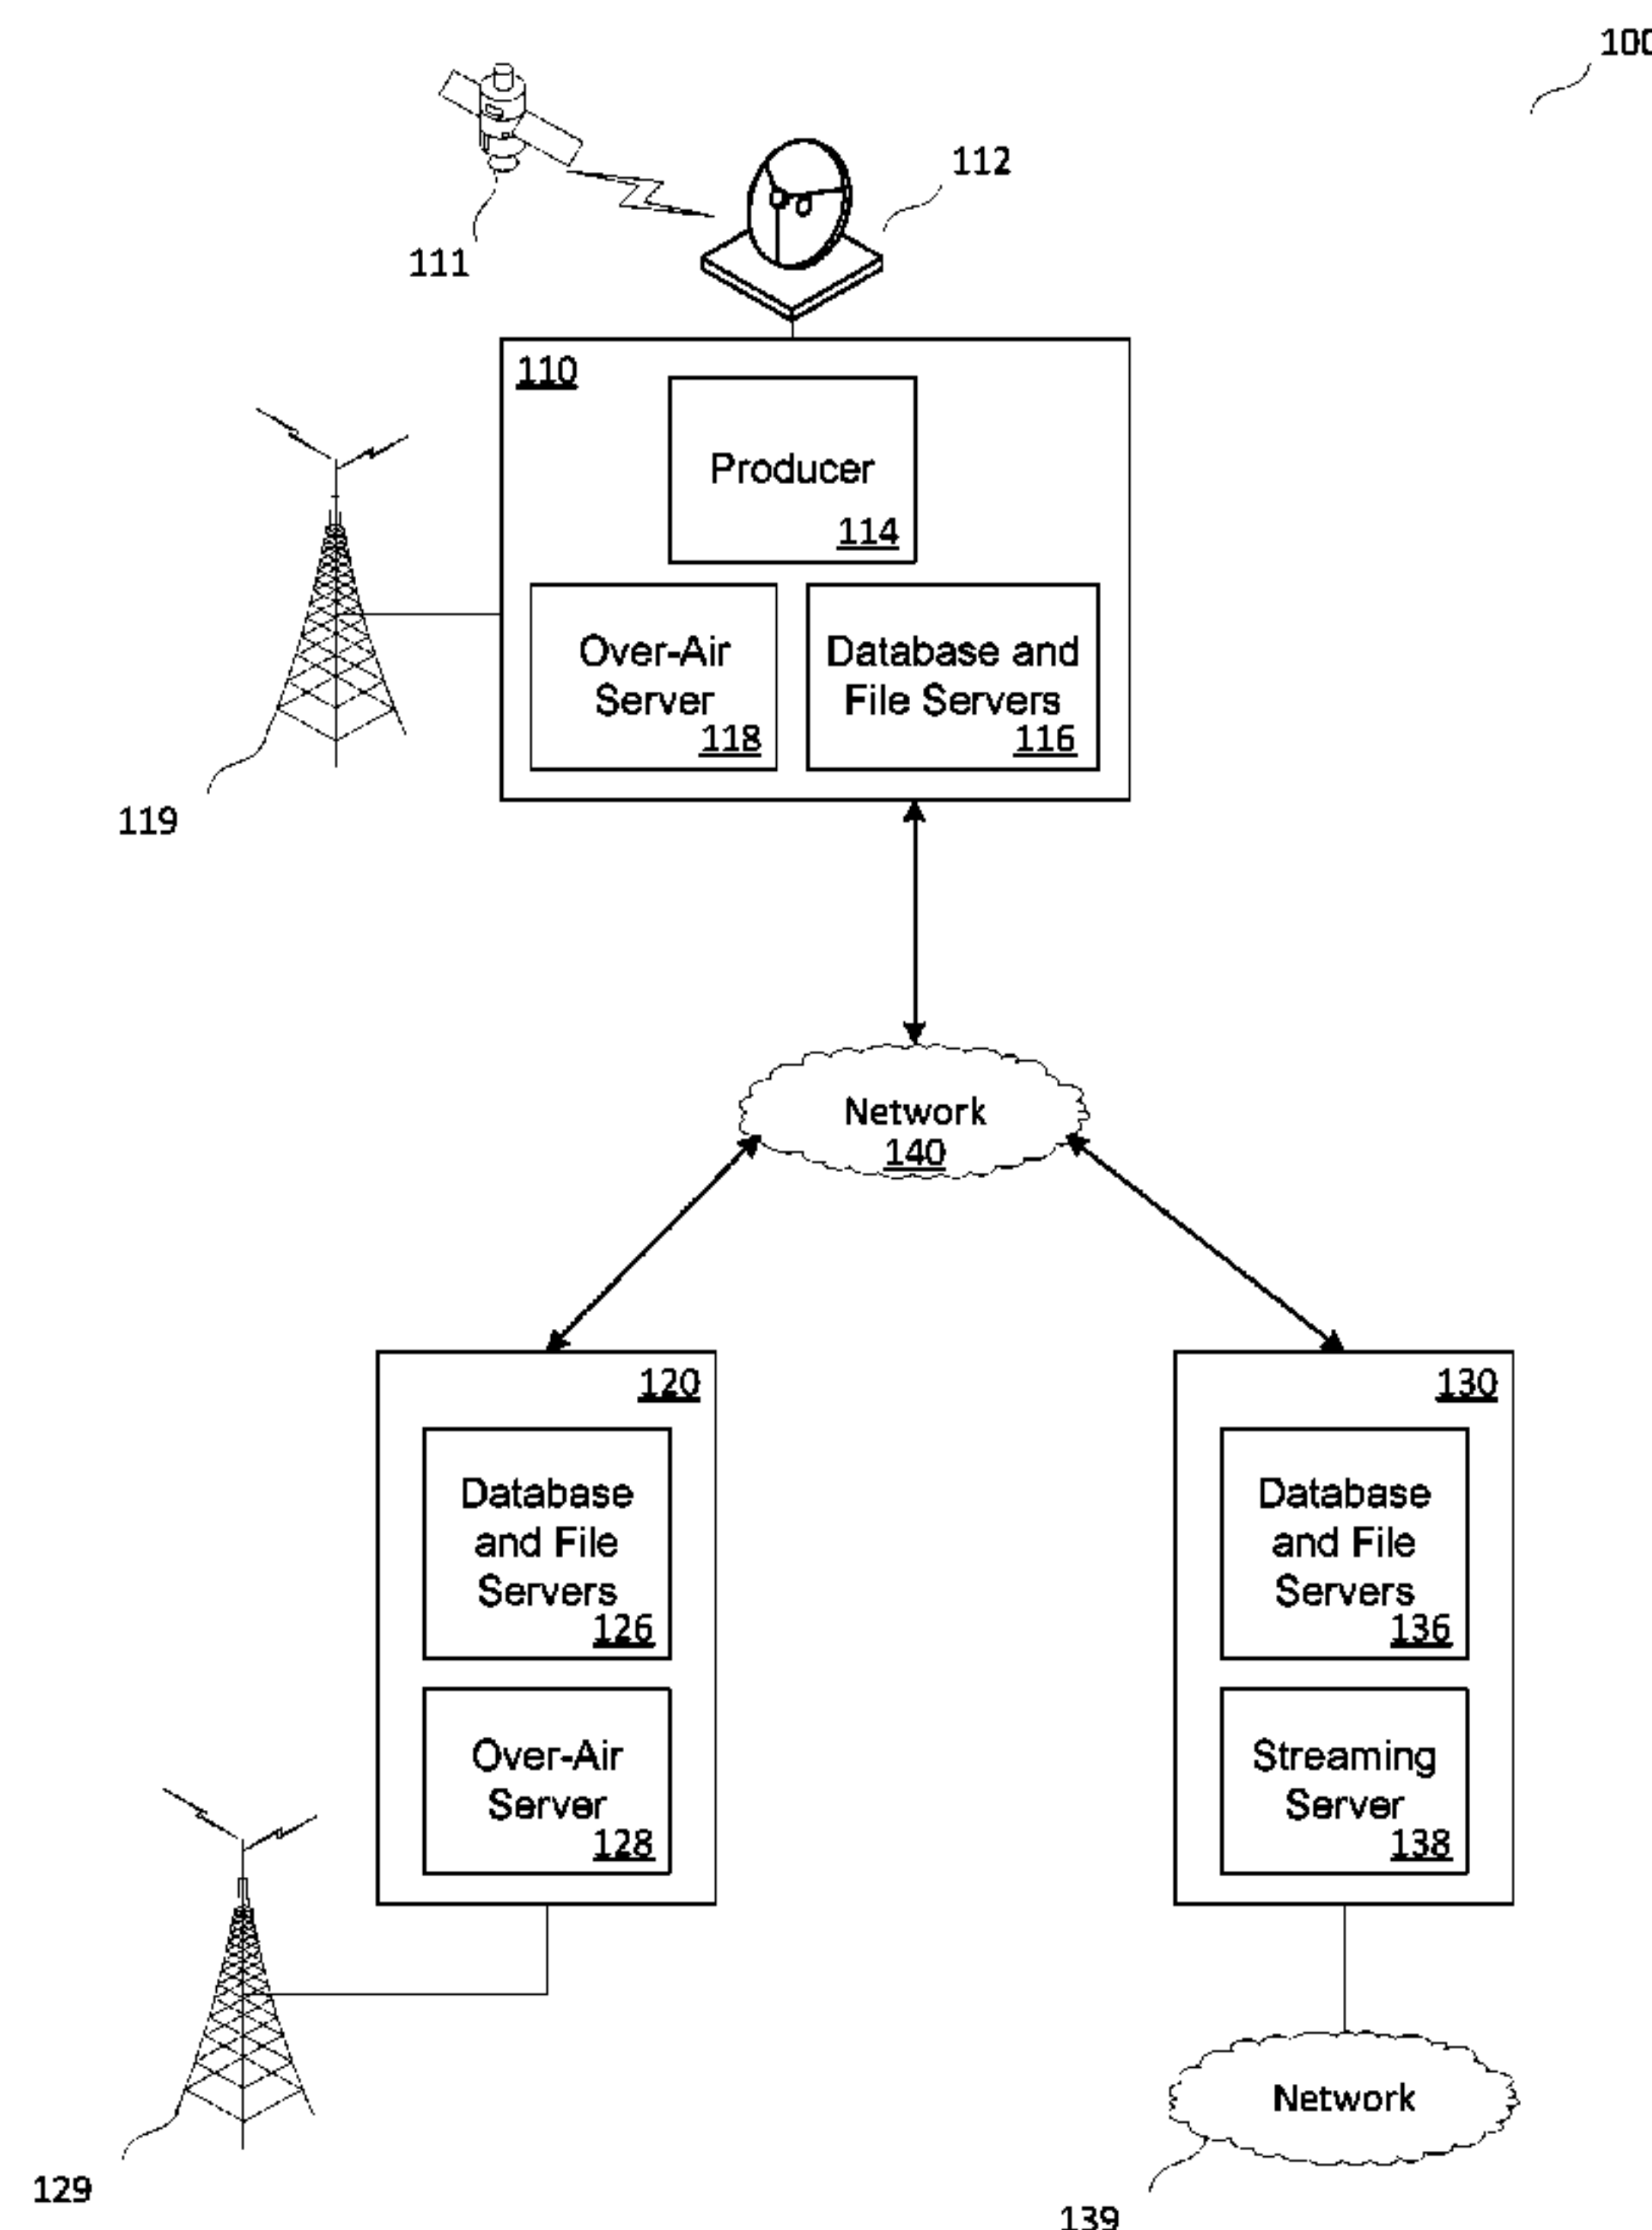 100
112
111
110
Producer
114
Over-Air
Server
118
Database and
File Servers
116
119
Network
140
120
Database
and File
Servers
126
Over-Air
Server
128
129
130
Database
and File
Servers
136
Streaming
Server
138
Network
139